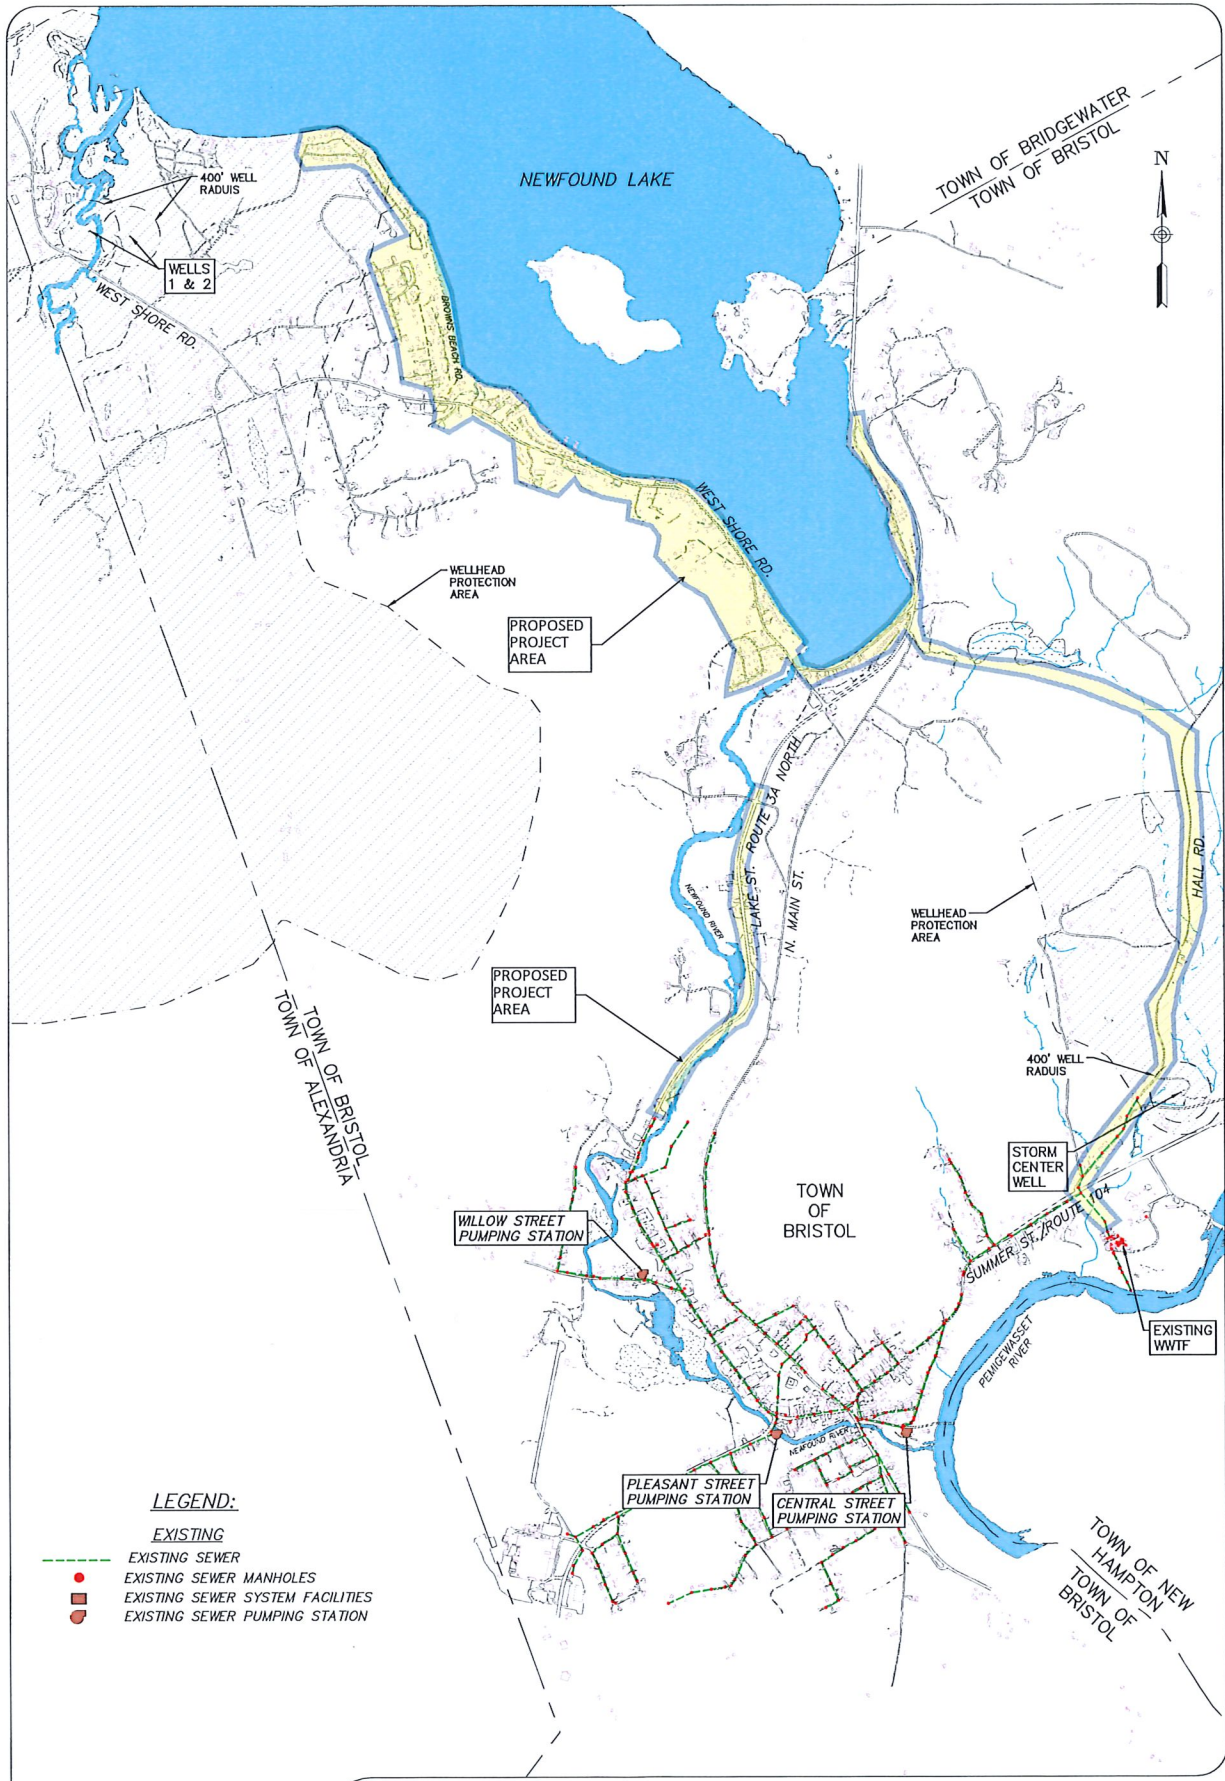 TOWN OF BRIDGEWATER
TOWN OF BRISTOL
N
NEWFOUND LAKE
400' WELL
RADUIS
WELLS
1 & 2
WEST SHORE RD.
BROWNS BEACH RD.
WEST SHORE RD.
WELLHEAD
PROTECTION
AREA
PROPOSED
PROJECT
AREA
LAKE ST. ROUTE 3A NORTH
N. MAIN ST.
NEWFOUND RIVER
HALL RD.
WELLHEAD
PROTECTION
AREA
PROPOSED
PROJECT
AREA
TOWN OF BRISTOL
TOWN OF ALEXANDRIA
400' WELL
RADUIS
STORM
CENTER
WELL
TOWN
OF
BRISTOL
WILLOW STREET
PUMPING STATION
SUMMER ST./ROUTE 104
EXISTING
WWTF
PEMIGEWASSET
RIVER
NEWFOUND RIVER
PLEASANT STREET
PUMPING STATION
CENTRAL STREET
PUMPING STATION
TOWN OF NEW
HAMPTON
TOWN OF
BRISTOL
LEGEND:
EXISTING
EXISTING SEWER
EXISTING SEWER MANHOLES
EXISTING SEWER SYSTEM FACILITIES
EXISTING SEWER PUMPING STATION